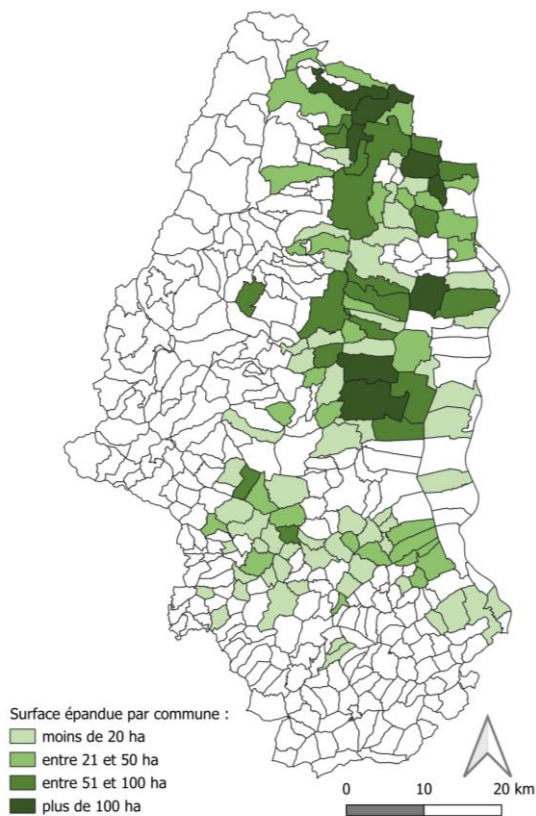 Surface épandue par commune :
moins de 20 ha
entre 21 et 50 ha
entre 51 et 100 ha
plus de 100 ha
0 10 20 km